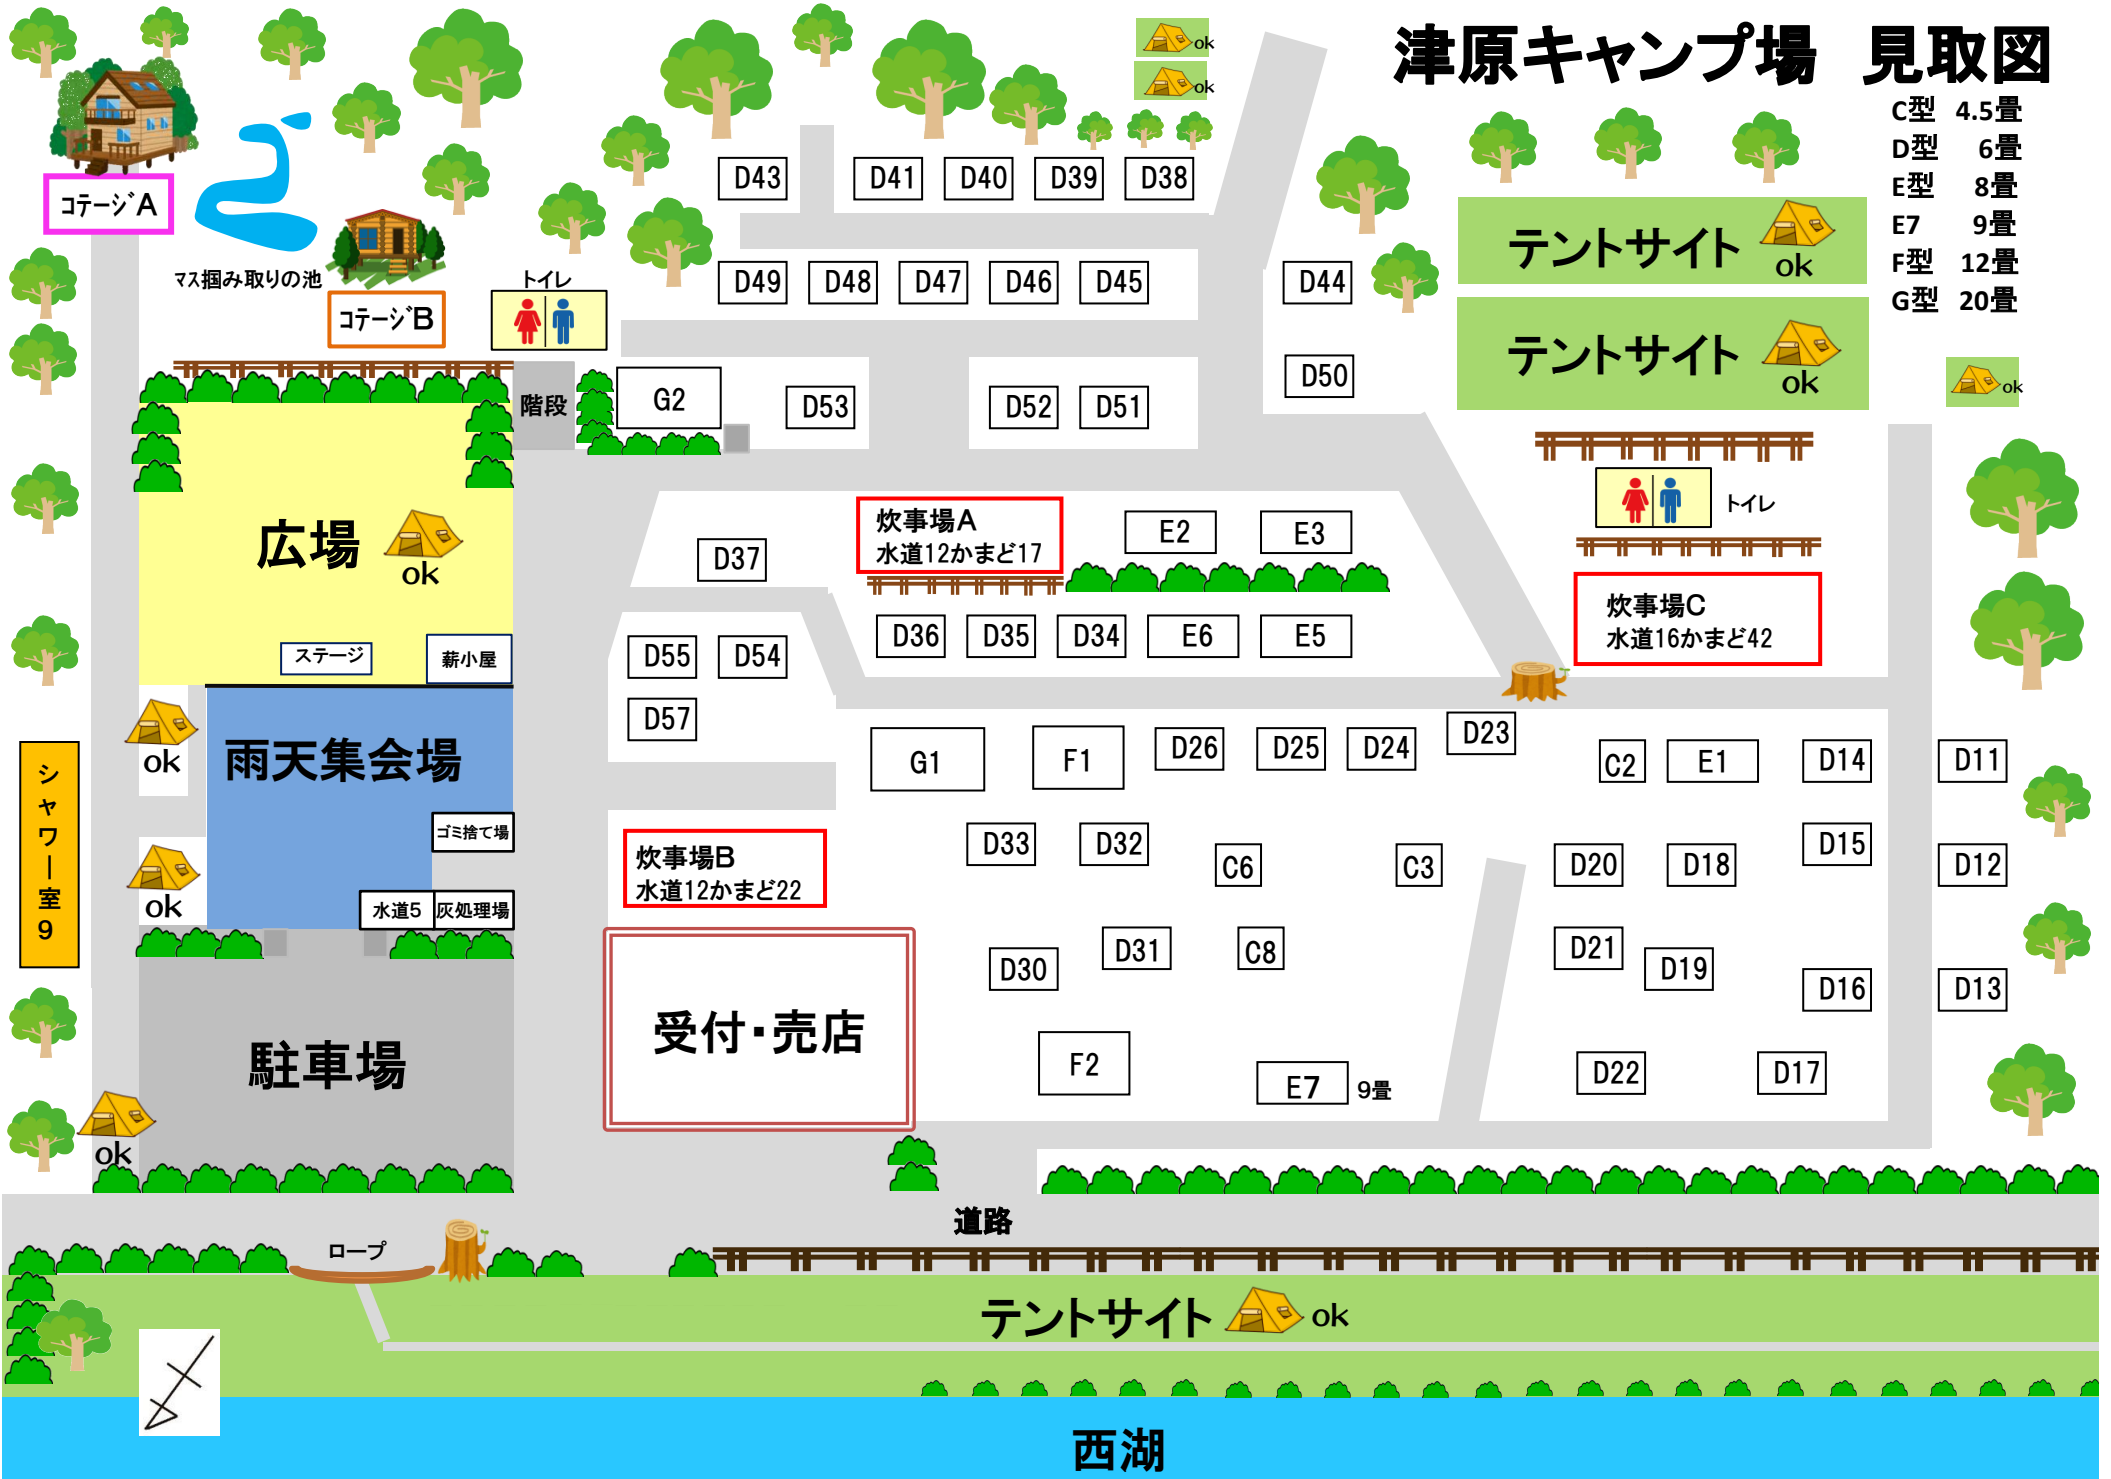 津原キャンプ場 見取図
C型 4.5畳
D型 6畳
E型 8畳
E7 9畳
F型 12畳
G型 20畳
ok
ok
コテージA
マス掴み取りの池
コテージB
トイレ
D43
D41
D40
D39
D38
D49
D48
D47
D46
D45
D44
テントサイト
ok
テントサイト
ok
ok
階段
G2
D53
D52
D51
D50
広場
ok
炊事場A
水道12かまど17
E2
E3
トイレ
D37
D36
D35
D34
E6
E5
炊事場C
水道16かまど42
ステージ
薪小屋
D55
D54
D57
ok
雨天集会場
G1
F1
D26
D25
D24
D23
C2
E1
D14
D11
シャワー室9
ゴミ捨て場
炊事場B
水道12かまど22
D33
D32
C6
C3
D20
D18
D15
D12
ok
水道5
灰処理場
D30
D31
C8
D21
D19
D16
D13
駐車場
受付・売店
F2
E7
9畳
D22
D17
ok
道路
ロープ
テントサイト
ok
西湖